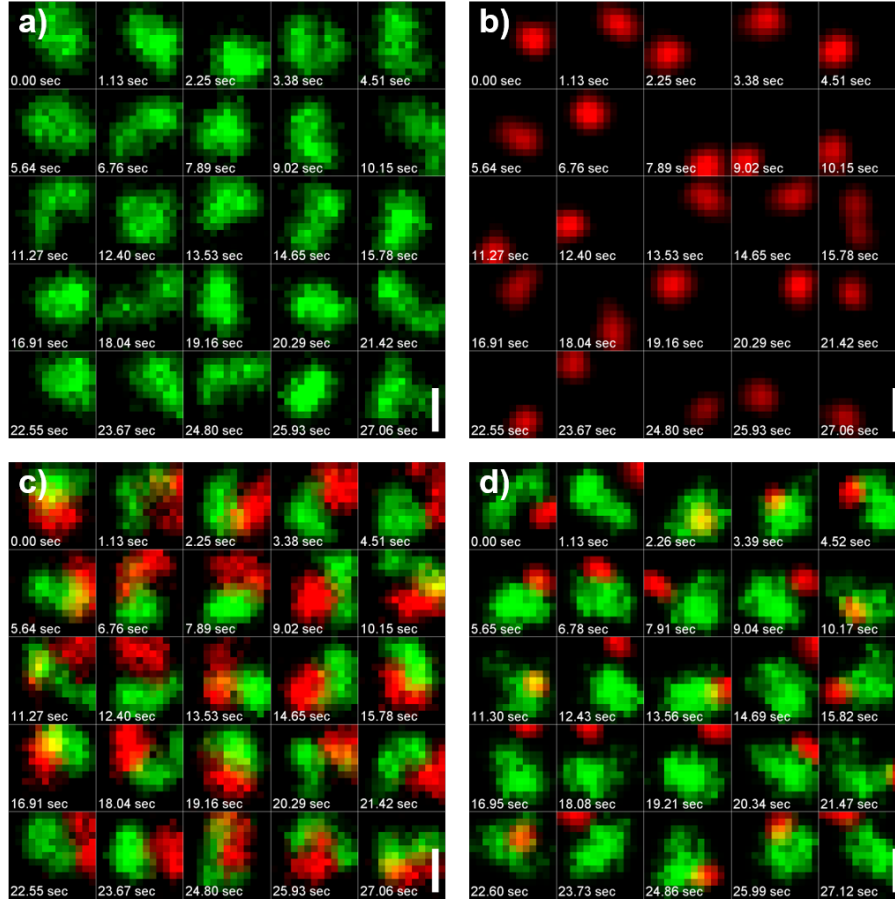 a)
0.00 sec 1.13 sec 2.25 sec 3.38 sec 4.51 sec
5.64 sec 6.76 sec 7.89 sec 9.02 sec 10.15 sec
11.27 sec 12.40 sec 13.53 sec 14.65 sec 15.78 sec
16.91 sec 18.04 sec 19.16 sec 20.29 sec 21.42 sec
22.55 sec 23.67 sec 24.80 sec 25.93 sec 27.06 sec
b)
0.00 sec 1.13 sec 2.25 sec 3.38 sec 4.51 sec
5.64 sec 6.76 sec 7.89 sec 9.02 sec 10.15 sec
11.27 sec 12.40 sec 13.53 sec 14.65 sec 15.78 sec
16.91 sec 18.04 sec 19.16 sec 20.29 sec 21.42 sec
22.55 sec 23.67 sec 24.80 sec 25.93 sec 27.06 sec
c)
0.00 sec 1.13 sec 2.25 sec 3.38 sec 4.51 sec
5.64 sec 6.76 sec 7.89 sec 9.02 sec 10.15 sec
11.27 sec 12.40 sec 13.53 sec 14.65 sec 15.78 sec
16.91 sec 18.04 sec 19.16 sec 20.29 sec 21.42 sec
22.55 sec 23.67 sec 24.80 sec 25.93 sec 27.06 sec
d)
0.00 sec 1.13 sec 2.26 sec 3.39 sec 4.52 sec
5.65 sec 6.78 sec 7.91 sec 9.04 sec 10.17 sec
11.30 sec 12.43 sec 13.56 sec 14.69 sec 15.82 sec
16.95 sec 18.08 sec 19.21 sec 20.34 sec 21.47 sec
22.60 sec 23.73 sec 24.86 sec 25.99 sec 27.12 sec